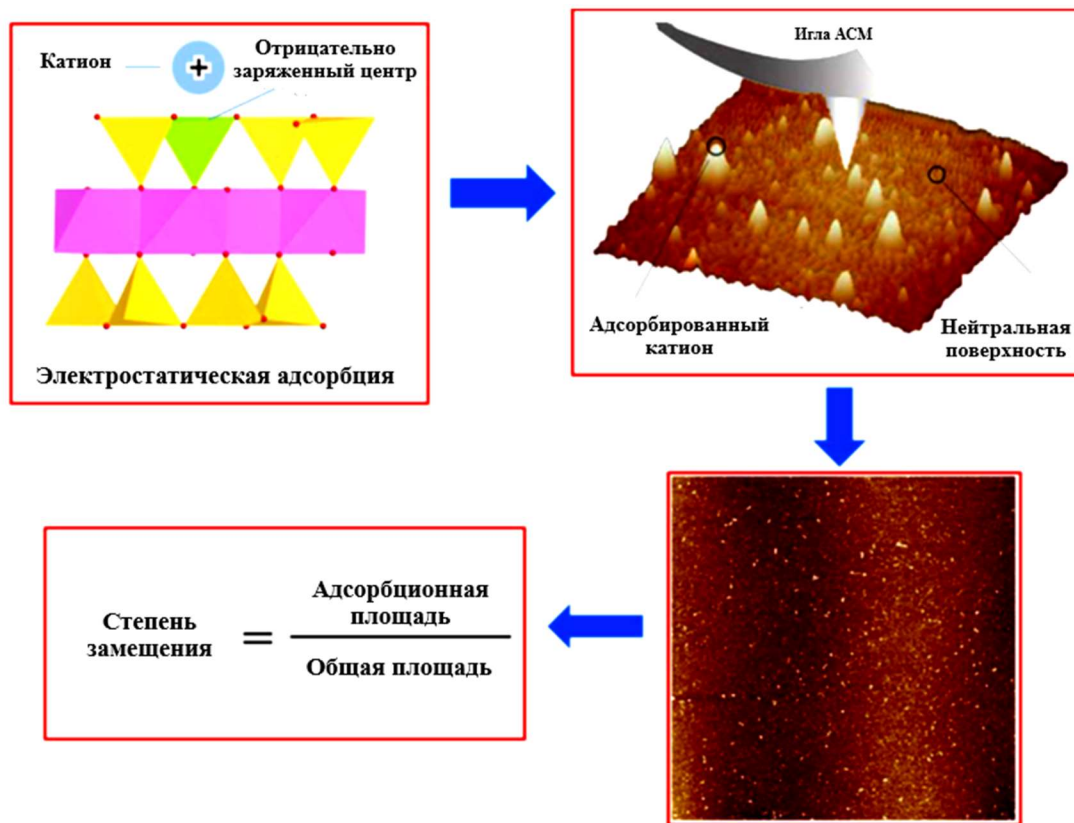 Катион
+
Отрицательно
заряженный центр
Электростатическая адсорбция
Игла АСМ
Адсорбированный
катион
Нейтральная
поверхность
Степень
замещения
=
Адсорбционная
площадь
Общая площадь